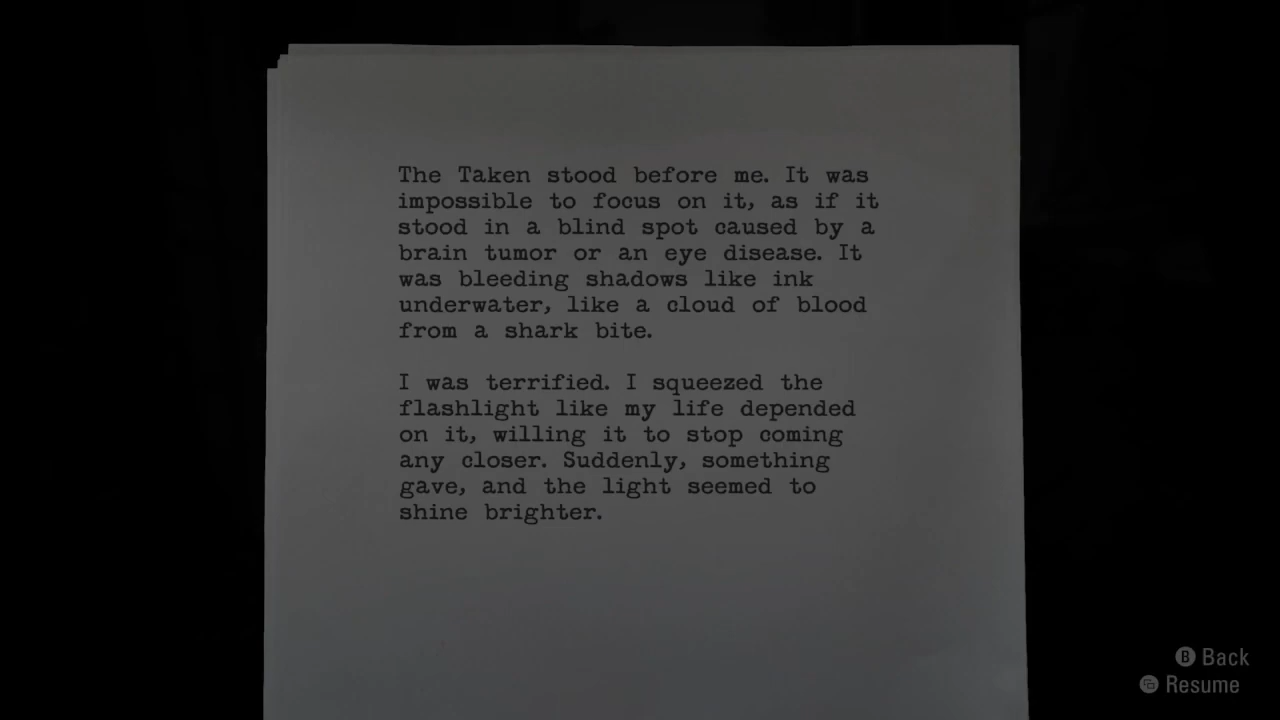 The Taken stood before me. It was
impossible to focus on it, as if it
stood in a blind spot caused by a
brain tumor or an eye disease. It
was bleeding shadows like ink
underwater, like a cloud of blood
from a shark bite.
I was terrified. I squeezed the
flashlight like my life depended
on it, willing it to stop coming
any closer. Suddenly, something
gave, and the light seemed to
shine brighter.
B Back
Resume